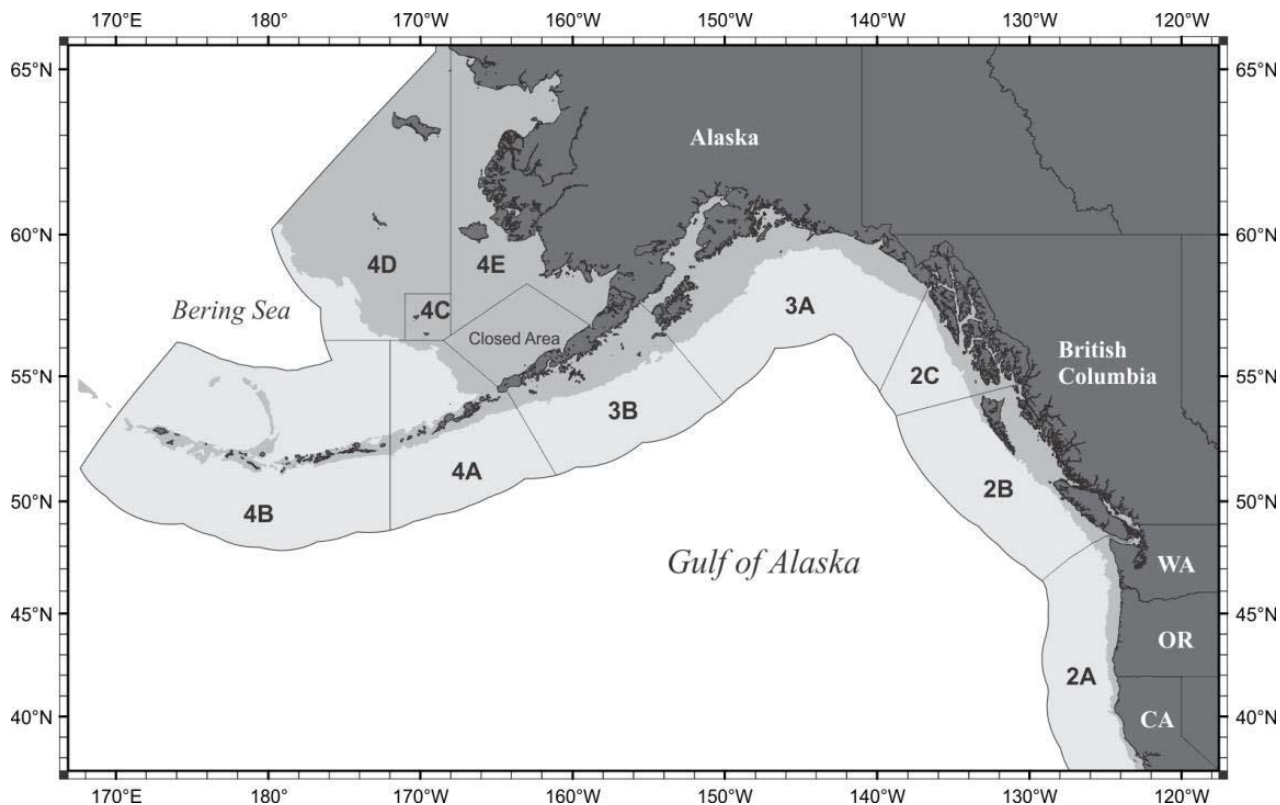 170°E 180° 170°W 160°W 150°W 140°W 130°W 120°W
65°N 65°N
Alaska
60°N 60°N
4D 4E
Bering Sea
4C
3A
Closed Area
British
Columbia
55°N 55°N
2C
3B
4A
2B
50°N 50°N
4B
Gulf of Alaska
WA
45°N 45°N
OR
2A
CA
40°N 40°N
170°E 180° 170°W 160°W 150°W 140°W 130°W 120°W